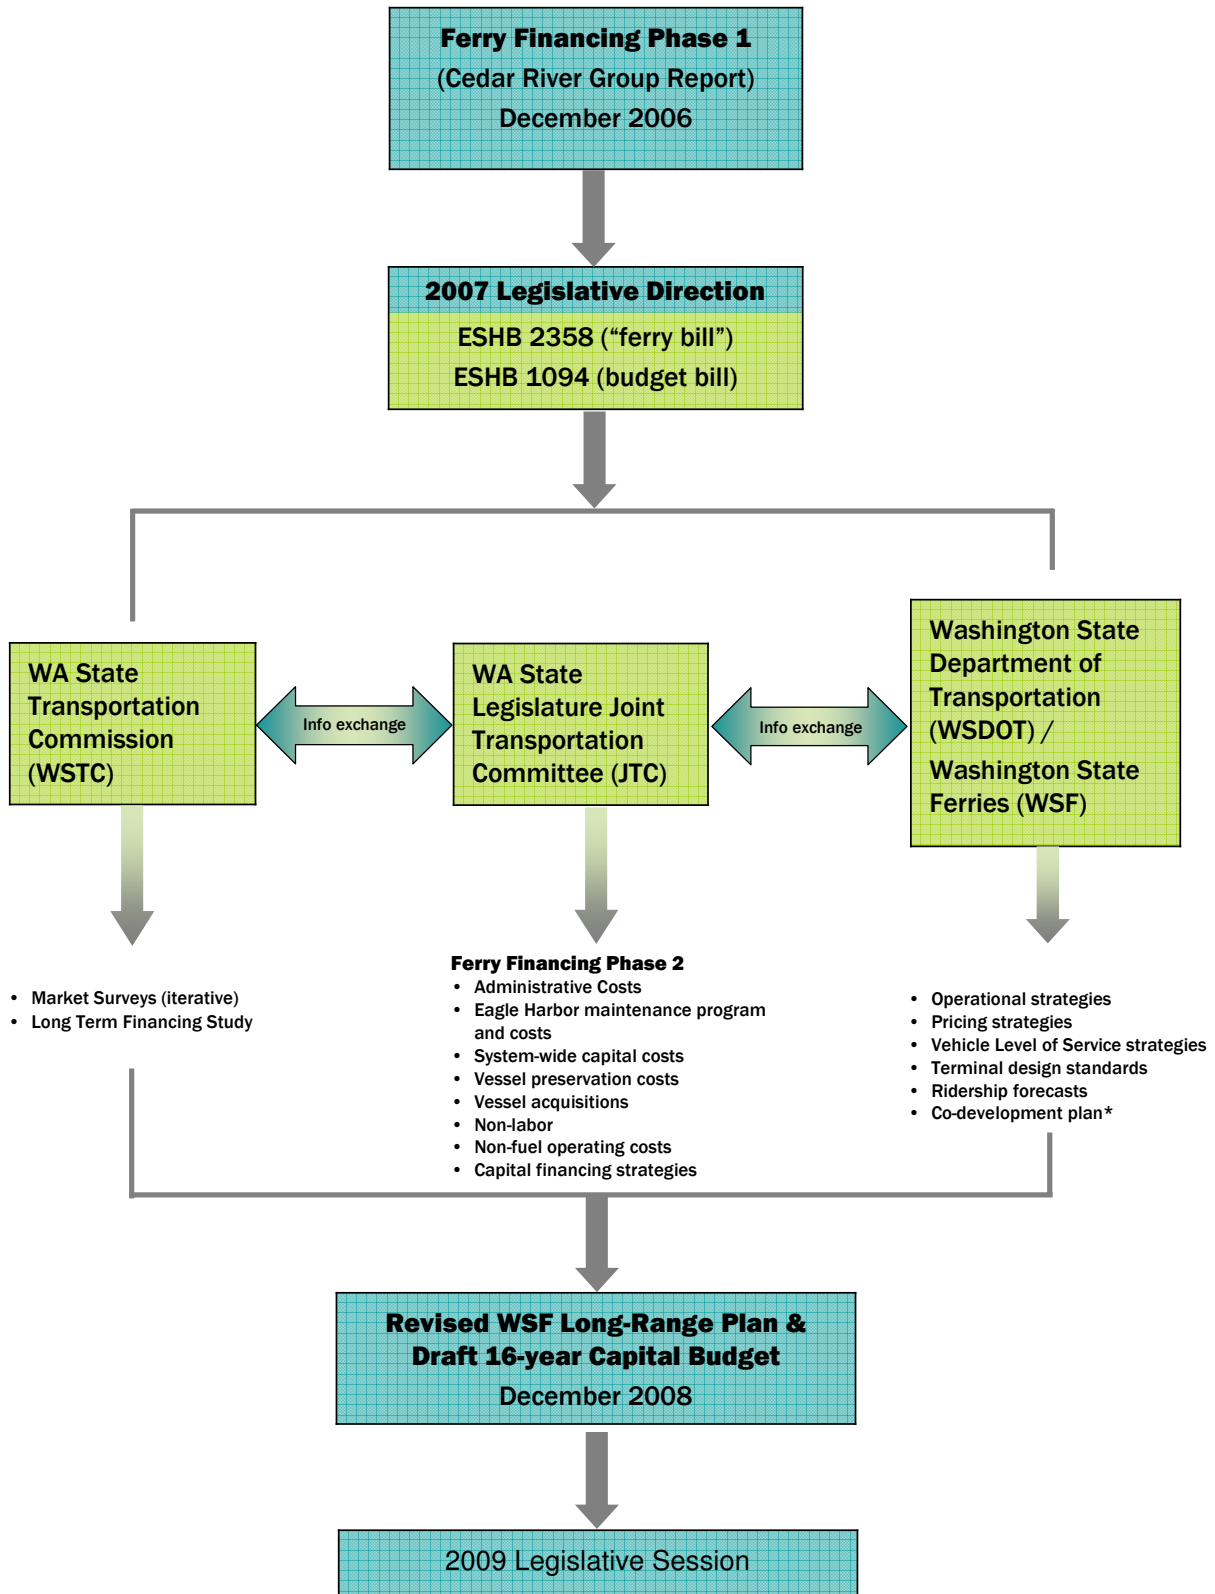 Ferry Financing Phase 1
(Cedar River Group Report)
December 2006
2007 Legislative Direction
ESHB 2358 (“ferry bill”)
ESHB 1094 (budget bill)
WA State
Transportation
Commission
(WSTC)
Info exchange
WA State
Legislature Joint
Transportation
Committee (JTC)
Info exchange
Washington State
Department of
Transportation
(WSDOT) /
Washington State
Ferries (WSF)
• Market Surveys (iterative)
• Long Term Financing Study
Ferry Financing Phase 2
• Administrative Costs
• Eagle Harbor maintenance program
and costs
• System-wide capital costs
• Vessel preservation costs
• Vessel acquisitions
• Non-labor
• Non-fuel operating costs
• Capital financing strategies
• Operational strategies
• Pricing strategies
• Vehicle Level of Service strategies
• Terminal design standards
• Ridership forecasts
• Co-development plan*
Revised WSF Long-Range Plan &
Draft 16-year Capital Budget
December 2008
2009 Legislative Session